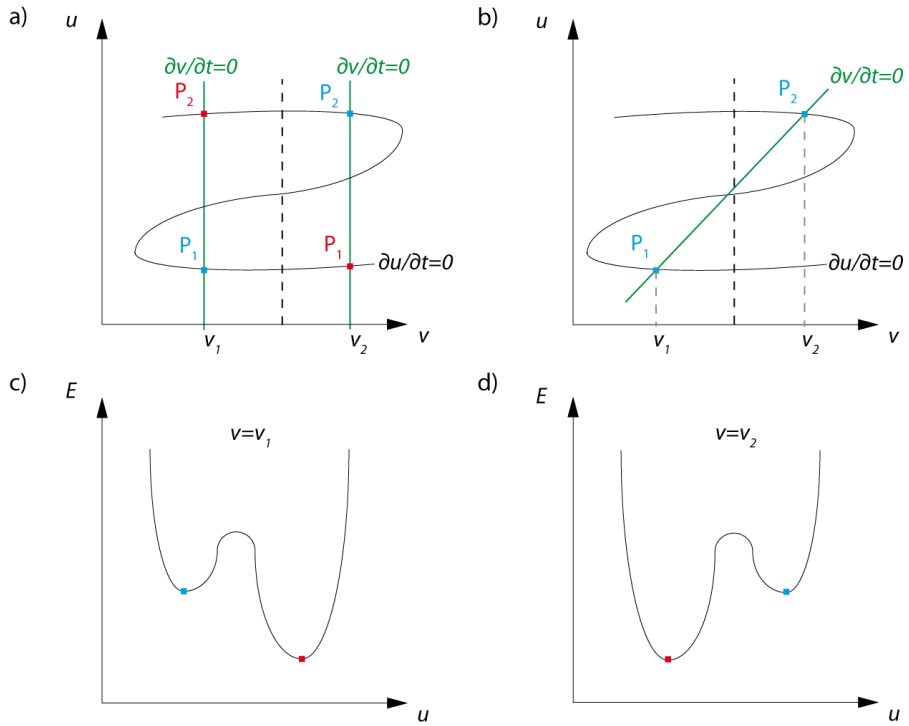 a)
u
∂v/∂t=0
∂v/∂t=0
P2
P2
P1
P1
∂u/∂t=0
v1
v2
v
b)
u
∂v/∂t=0
P2
P1
∂u/∂t=0
v1
v2
v
c)
E
v=v1
u
d)
E
v=v2
u